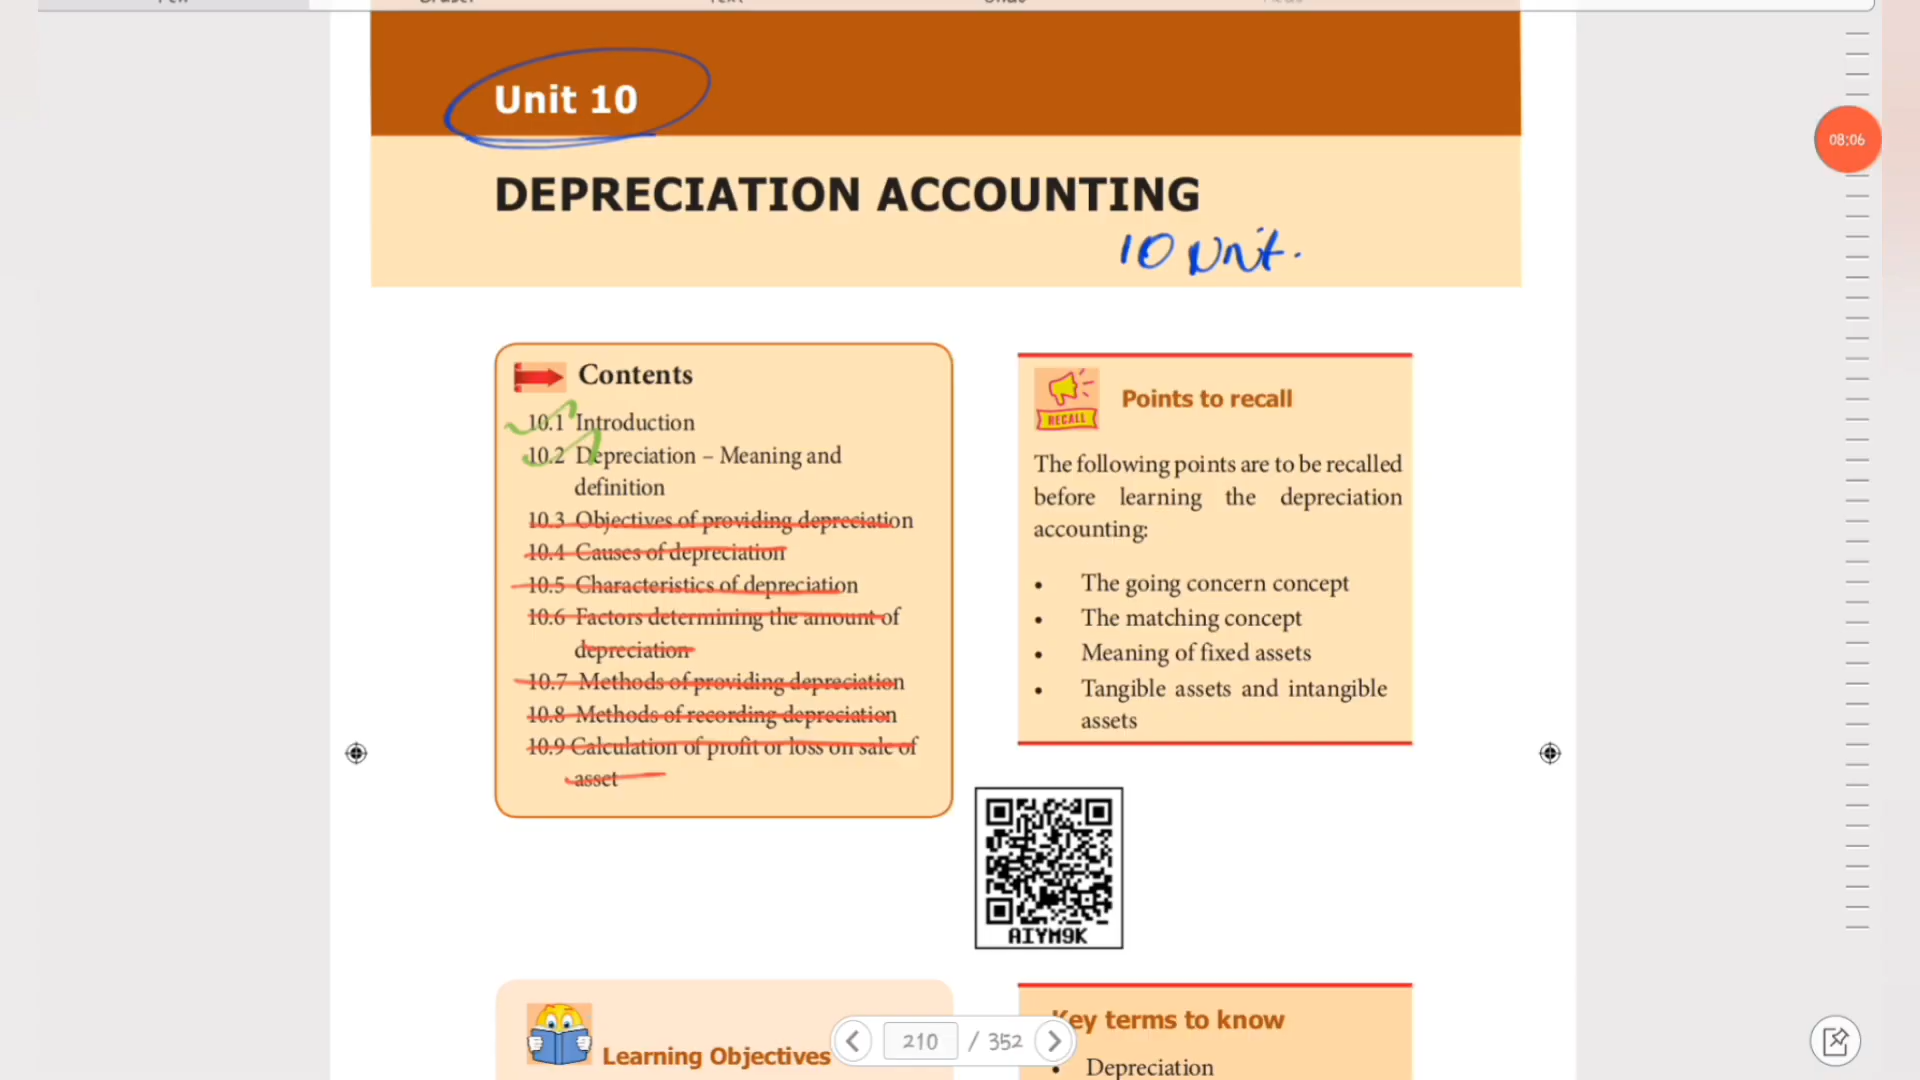 Unit 10
08:06
DEPRECIATION ACCOUNTING
10 Unit.
Contents
10.1 Introduction
10.2 Depreciation – Meaning and
definition
10.3 Objectives of providing depreciation
10.4 Causes of depreciation
10.5 Characteristics of depreciation
10.6 Factors determining the amount of
depreciation
10.7 Methods of providing depreciation
10.8 Methods of recording depreciation
10.9 Calculation of profit or loss on sale of
asset
RECALL
Points to recall
The following points are to be recalled
before learning the depreciation
accounting:
• The going concern concept
• The matching concept
• Meaning of fixed assets
• Tangible assets and intangible
assets
AIYM9K
Learning Objectives
Key terms to know
• Depreciation
210 / 352